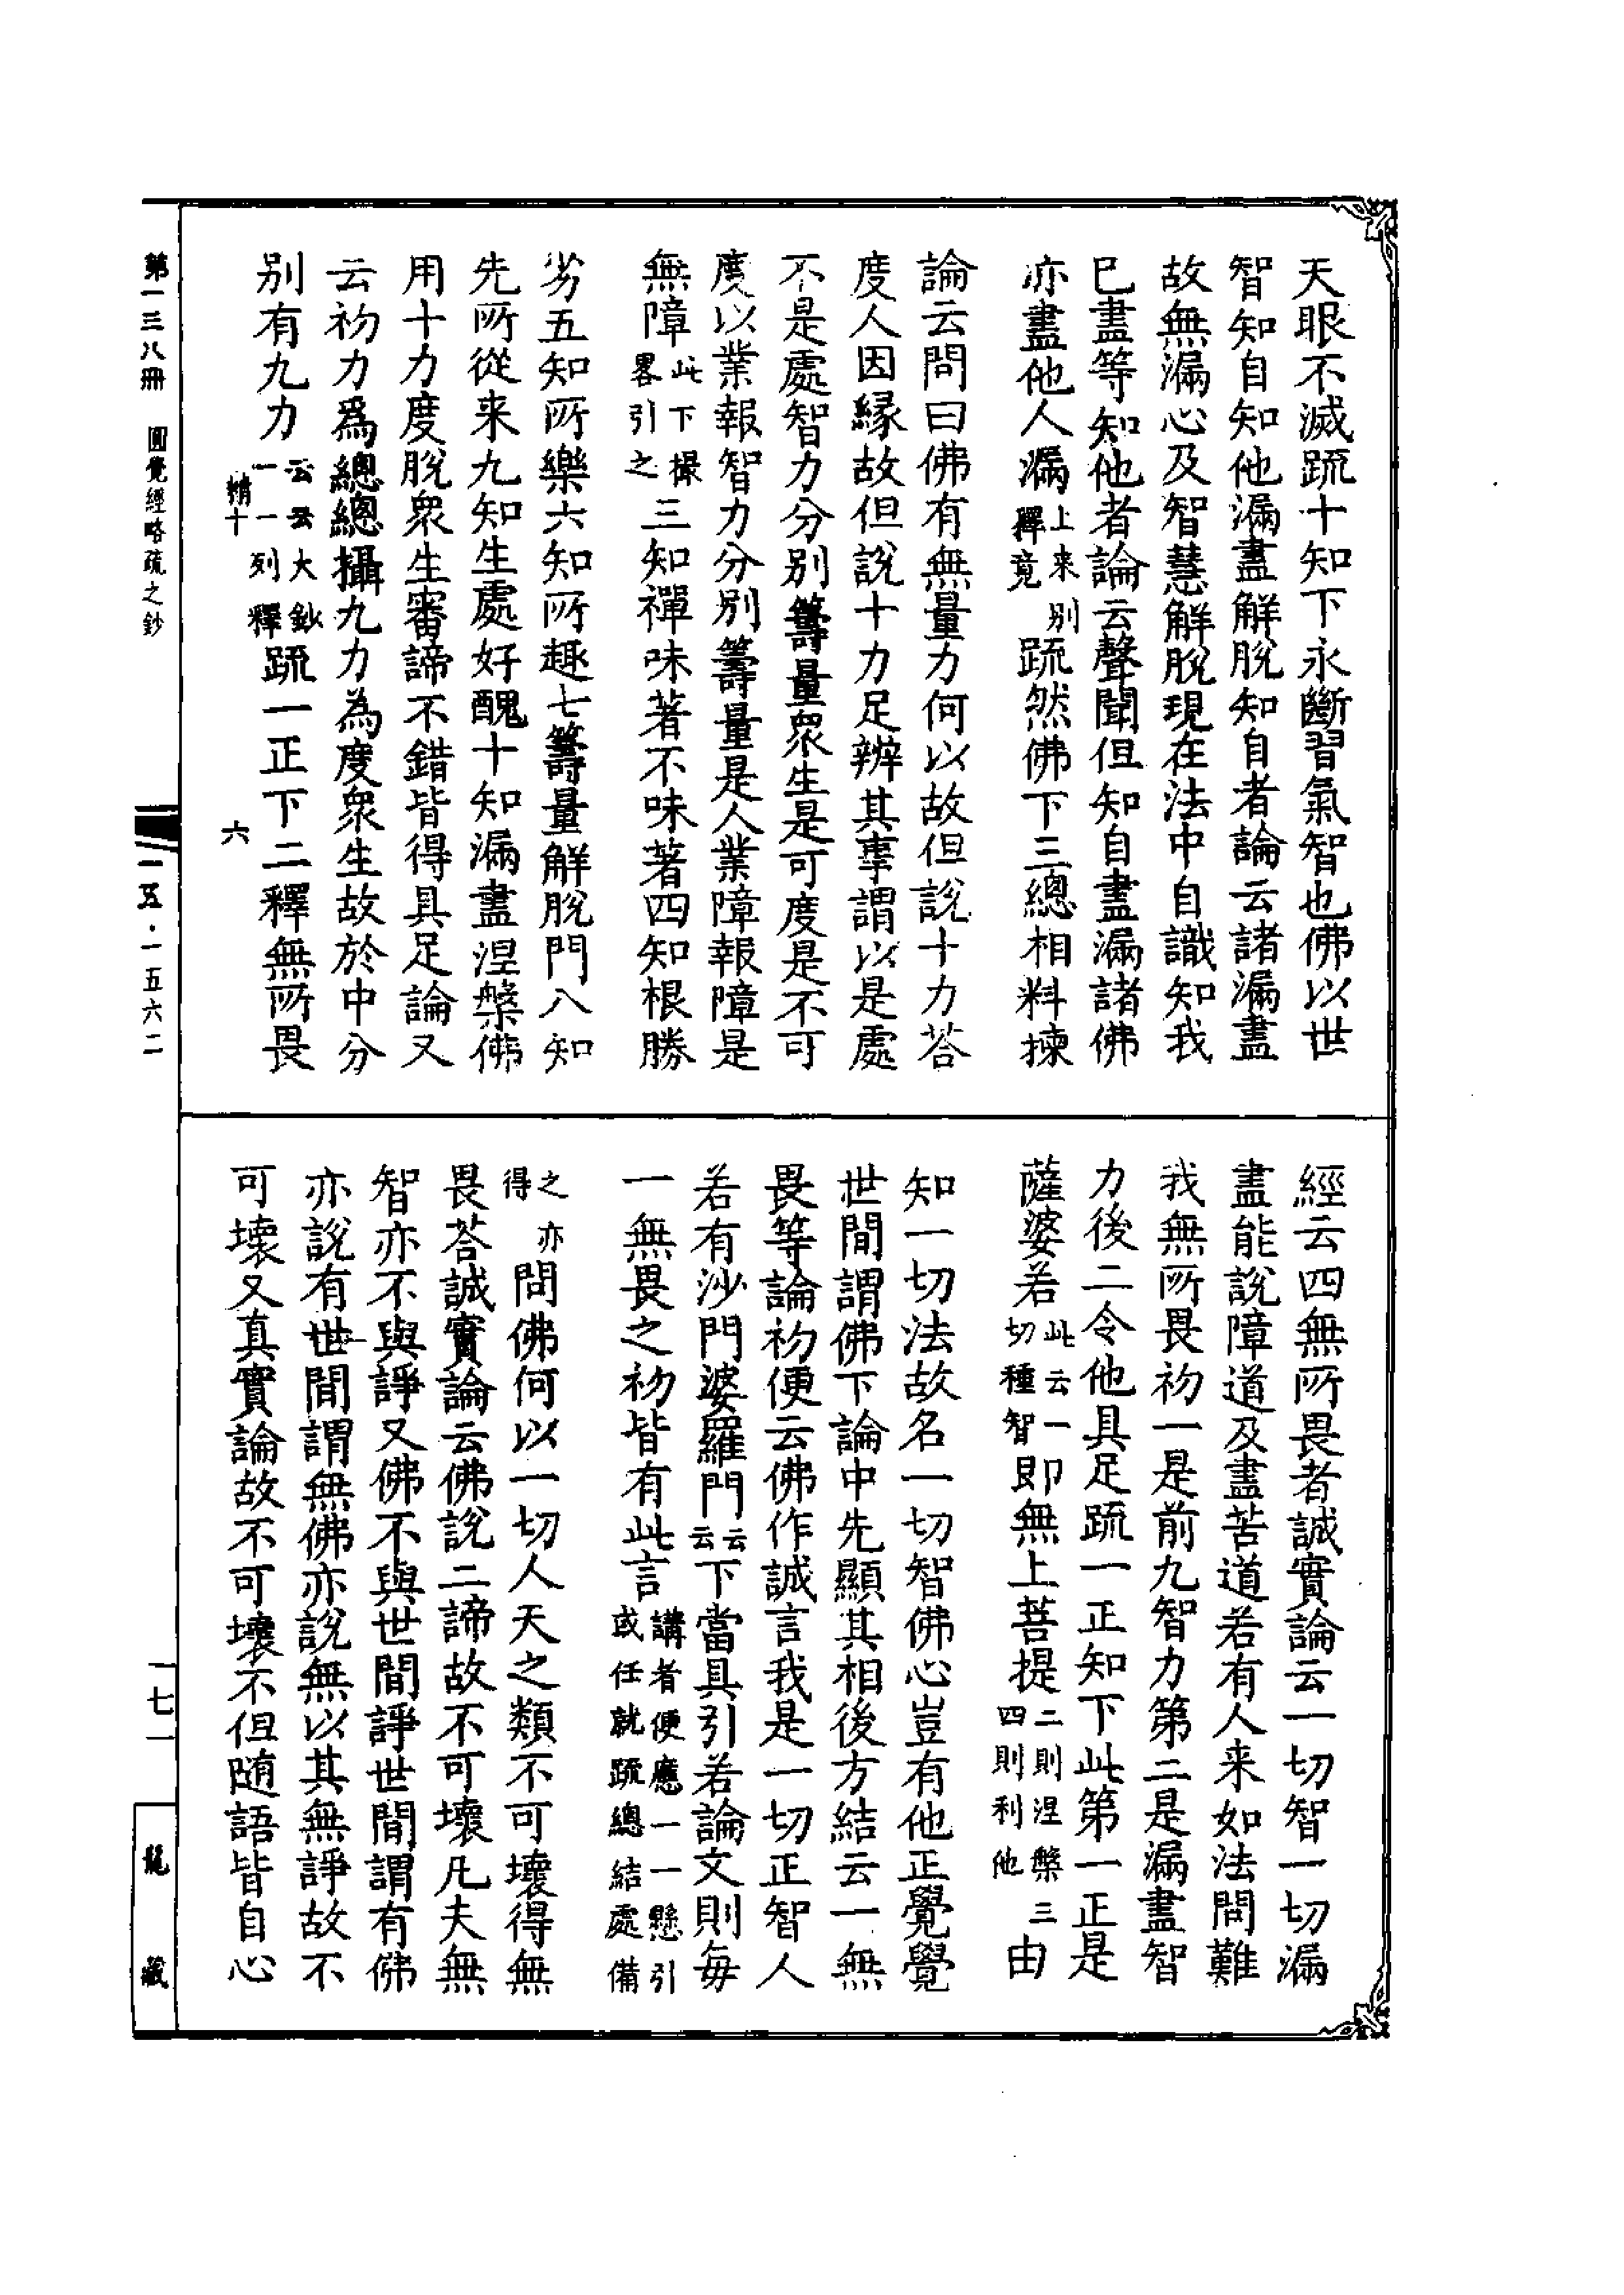 天眼不滅䟽十知下永斷習氣智也佛以世
智知自知他漏盡解脫知自者論云諸漏盡
故無漏心及智慧解脫現在法中自識知我
已盡等知他者論云聲聞但知自盡漏諸佛
亦盡他人漏上来別釋竟䟽然佛下三總相料揀
論云問曰佛有無量力何以故但說十力荅
度人因緣故但說十力足辨其事謂以是處
不是處智力分別籌量眾生是可度是不可
度以業報智力分別籌量是人業障報障是
無障此下撮畧引之三知禪味著不味著四知根勝
劣五知所樂六知所趣七籌量解脫門八知
先所從来九知生處好醜十知漏盡涅槃佛
用十力度脫眾生審諦不錯皆得具足論又
云初力爲總總攝九力為度眾生故於中分
別有九力云云大鈔一一列釋䟽一正下二釋無所畏
精十 六
經云四無所畏者誠實論云一切智一切漏
盡能說障道及盡苦道若有人来如法問難
我無所畏初一是前九智力第二是漏盡智
力後二令他具足䟽一正知下此第一正是
薩婆若此云一切種智即無上菩提二則涅槃三四則利他由
知一切法故名一切智佛心豈有他正覺覺
世間謂佛下論中先顯其相後方結云一無
畏等論初便云佛作誠言我是一切正智人
若有沙門婆羅門云云下當具引若論文則每
一無畏之初皆有此言講者便應一一懸引或任就䟽總結處備
之亦得問佛何以一切人天之類不可壞得無
畏荅誠實論云佛說二諦故不可壞凡夫無
智亦不與諍又佛不與世間諍世間謂有佛
亦說有世間謂無佛亦說無以其無諍故不
可壞又真實論故不可壞不但随語皆自心
第一三八冊 圓覺經略疏之鈔
一五·一五六二
一七一
龍藏